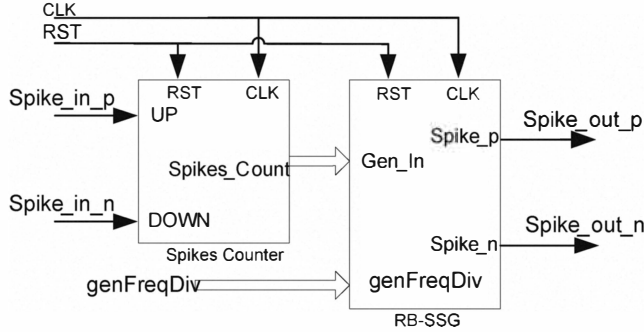 CLK
RST
RST CLK
RST CLK
Spike_in_p
UP
Spike_p
Spike_out_p
Spikes_Count
Gen_In
Spike_in_n
DOWN
Spike_n
Spike_out_n
Spikes Counter
genFreqDiv
genFreqDiv
RB-SSG